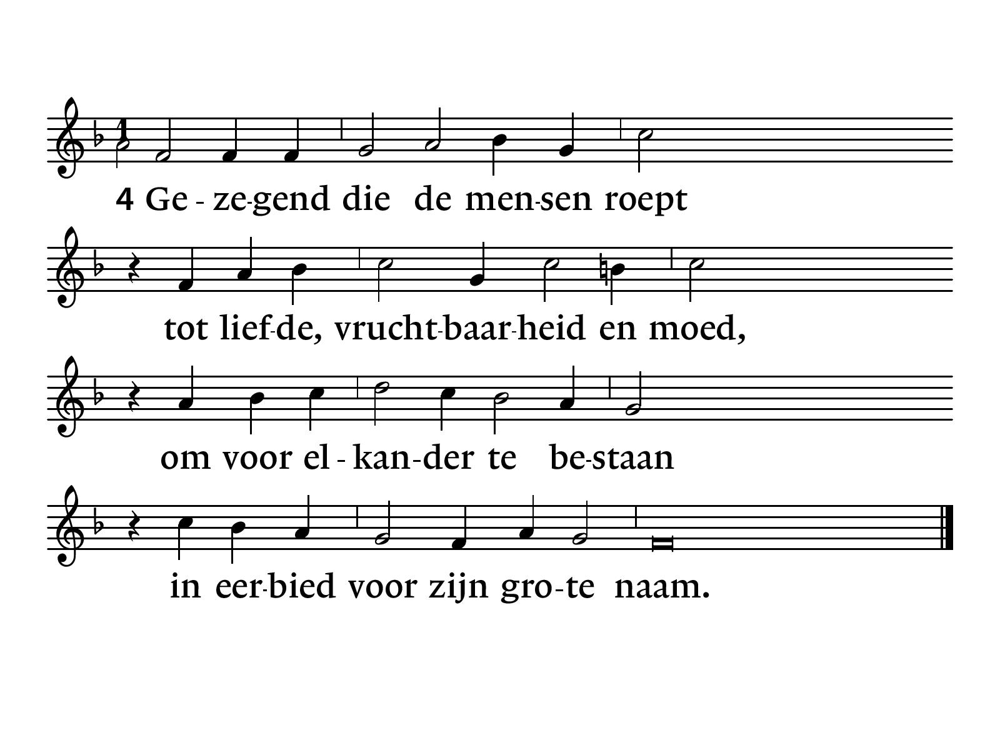 4 Ge - ze-gend die de men-sen roept
tot lief-de, vrucht-baar-heid en moed,
om voor el - kan-der te be-staan
in eer-bied voor zijn gro-te naam.